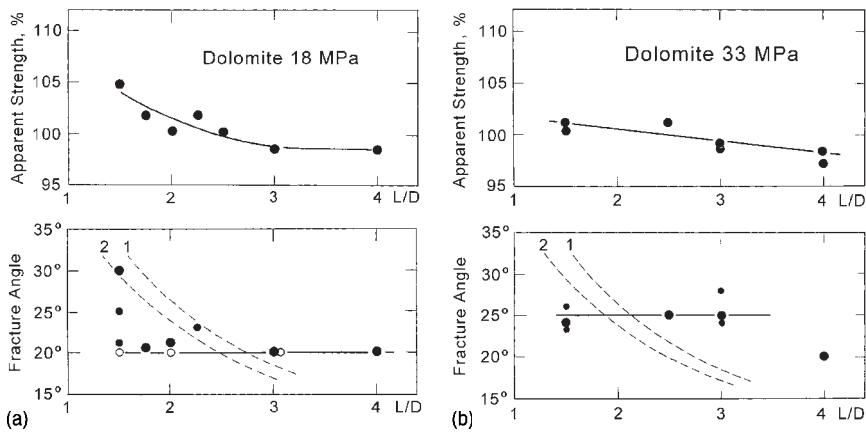 Apparent Strength, %
105
100
95
Dolomite 18 MPa
1 2 3 4 L/D
Fracture Angle
35°
30°
25°
20°
15°
2 1
1 2 3 4 L/D
(a)
Apparent Strength, %
105
100
95
Dolomite 33 MPa
1 2 3 4 L/D
Fracture Angle
35°
30°
25°
20°
15°
2 1
1 2 3 4 L/D
(b)